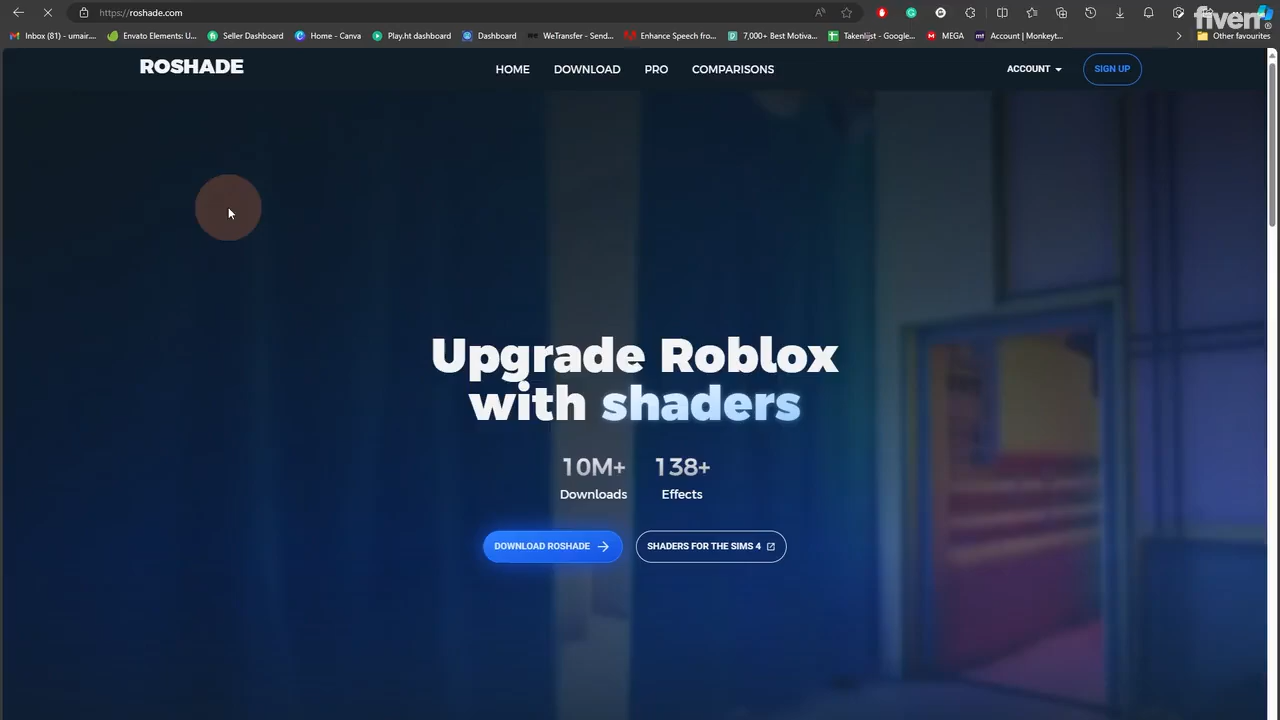 https://roshade.com
fiverr
Inbox (81) - umair....
Envato Elements: U...
Seller Dashboard
Home - Canva
Play.ht dashboard
Dashboard
WeTransfer - Send...
Enhance Speech fro...
7,000+ Best Motiva...
Takenlijst - Google...
MEGA
Account | Monkeyt...
Other favourites
ROSHADE
HOME
DOWNLOAD
PRO
COMPARISONS
ACCOUNT
SIGN UP
Upgrade Roblox
with shaders
10M+ 138+
Downloads Effects
DOWNLOAD ROSHADE
SHADERS FOR THE SIMS 4